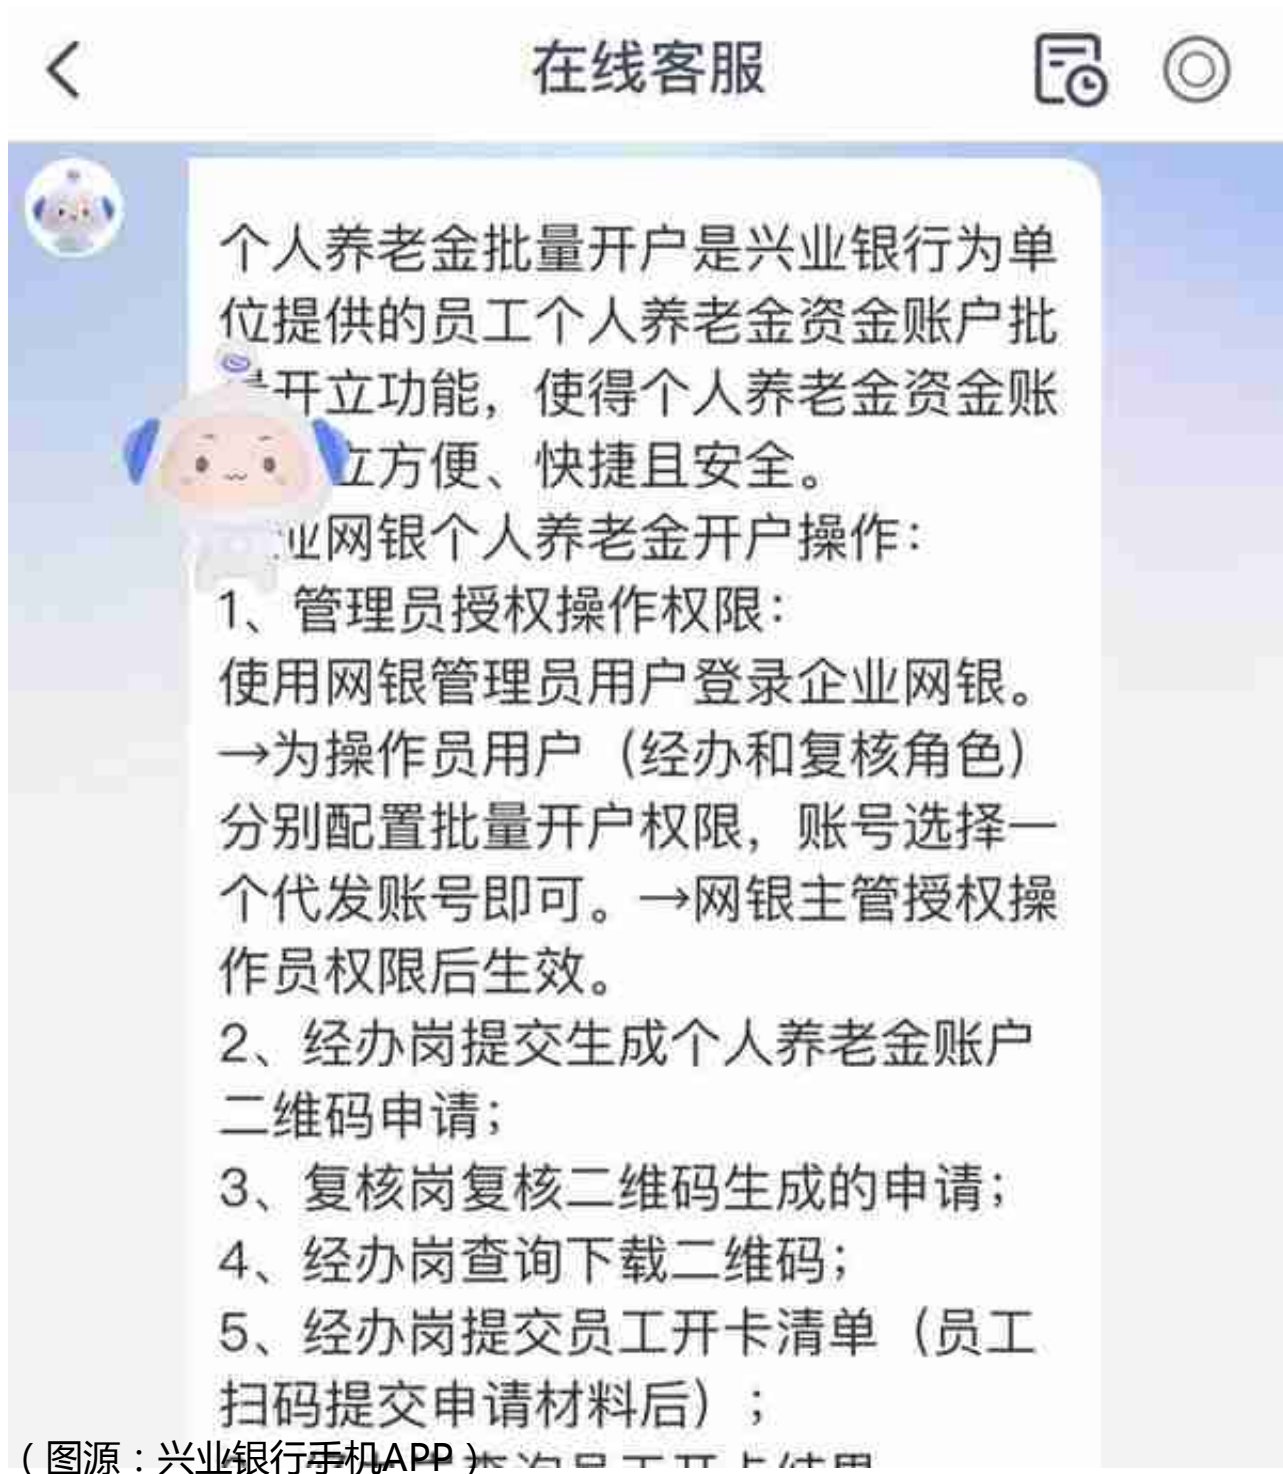 在线客服
个人养老金批量开户是兴业银行为单
位提供的员工个人养老金资金账户批
开立功能，使得个人养老金资金账
立方便、快捷且安全。
业网银个人养老金开户操作：
1、管理员授权操作权限：
使用网银管理员用户登录企业网银。
→为操作员用户（经办和复核角色）
分别配置批量开户权限，账号选择一
个代发账号即可。→网银主管授权操
作员权限后生效。
2、经办岗提交生成个人养老金账户
二维码申请；
3、复核岗复核二维码生成的申请；
4、经办岗查询下载二维码；
5、经办岗提交员工开卡清单（员工
扫码提交申请材料后）；
（图源：兴业银行手机APP）
查询员工开卡结果